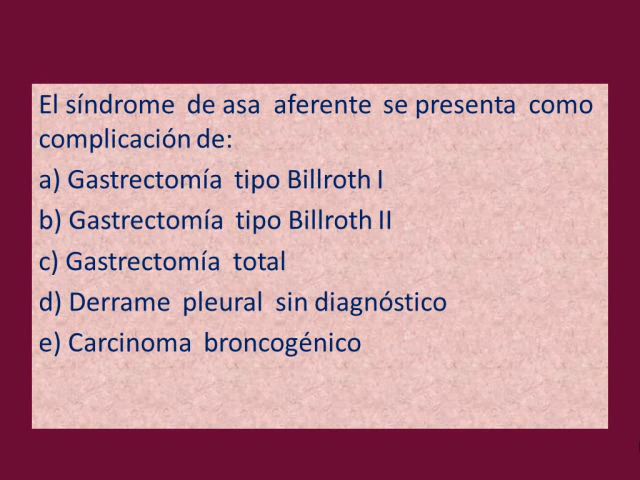 El síndrome de asa aferente se presenta como
complicación de:
a) Gastrectomía tipo Billroth I
b) Gastrectomía tipo Billroth II
c) Gastrectomía total
d) Derrame pleural sin diagnóstico
e) Carcinoma broncogénico